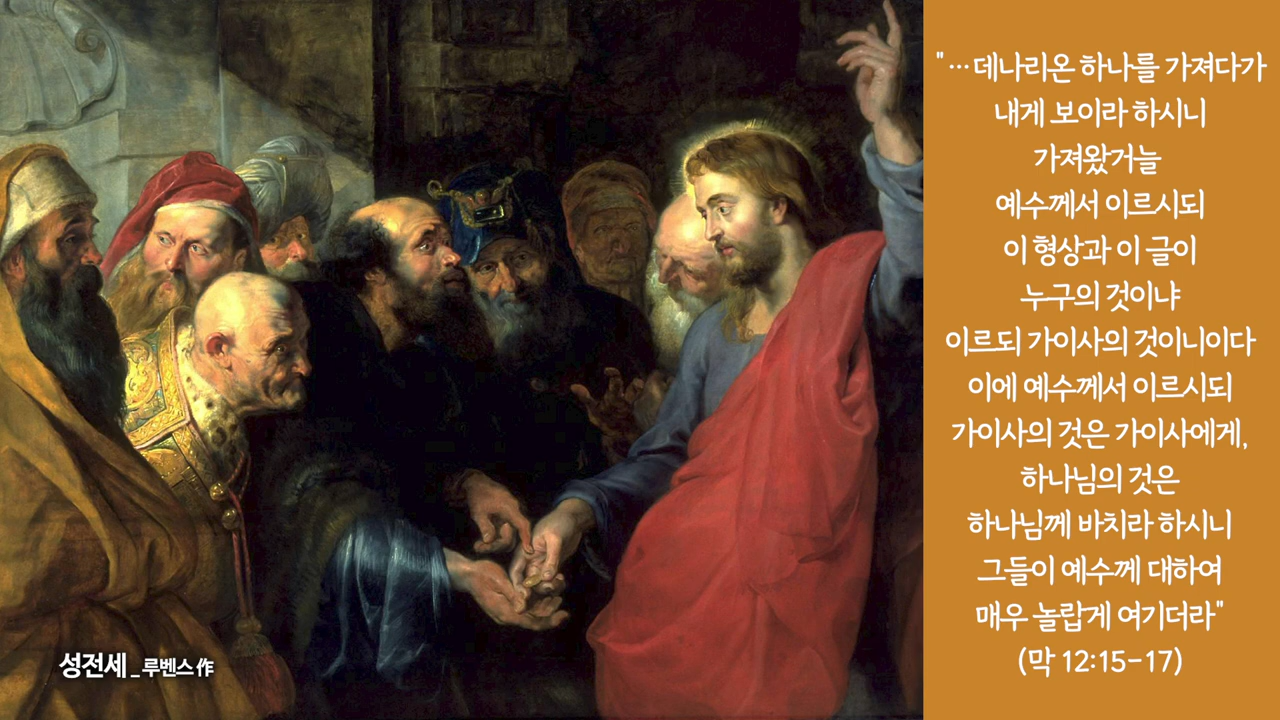 "…데나리온 하나를 가져다가
내게 보이라 하시니
가져왔거늘
예수께서 이르시되
이 형상과 이 글이
누구의 것이냐
이르되 가이사의 것이니이다
이에 예수께서 이르시되
가이사의 것은 가이사에게,
하나님의 것은
하나님께 바치라 하시니
그들이 예수께 대하여
매우 놀랍게 여기더라"
(막 12:15-17)
성전세_루벤스 作